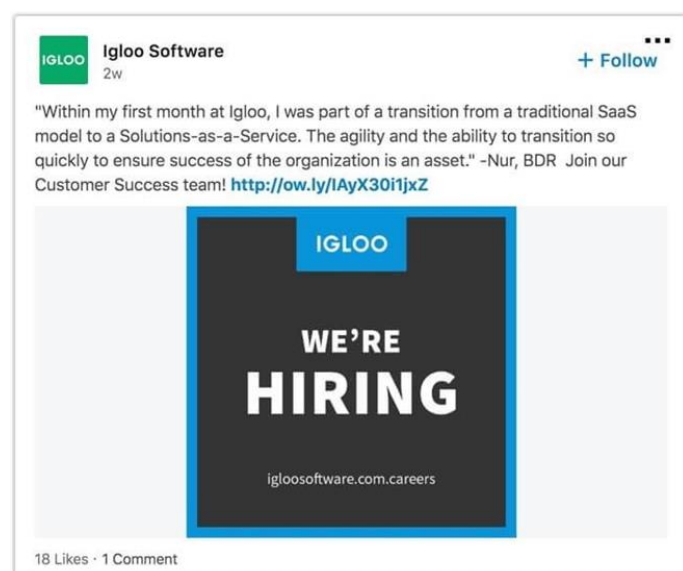 IGLOO
Igloo Software
2w
...
+ Follow
"Within my first month at Igloo, I was part of a transition from a traditional SaaS
model to a Solutions-as-a-Service. The agility and the ability to transition so
quickly to ensure success of the organization is an asset." -Nur, BDR Join our
Customer Success team! http://ow.ly/IAyX30i1jxZ
IGLOO
WE'RE
HIRING
igloosoftware.com.careers
18 Likes · 1 Comment